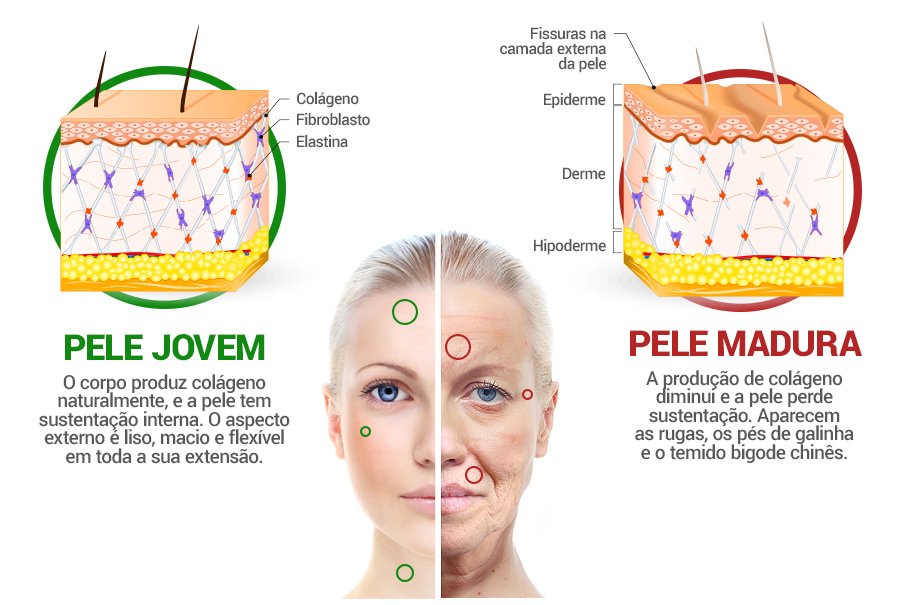 Colágeno
Fibroblasto
Elastina
PELE JOVEM
O corpo produz colágeno
naturalmente, e a pele tem
sustentação interna. O aspecto
externo é liso, macio e flexível
em toda a sua extensão.
Fissuras na
camada externa
da pele
Epiderme
Derme
Hipoderme
PELE MADURA
A produção de colágeno
diminui e a pele perde
sustentação. Aparecem
as rugas, os pés de galinha
e o temido bigode chinês.